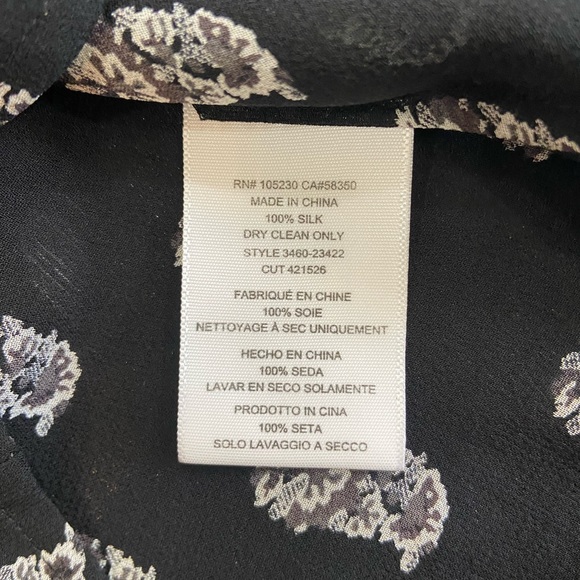 RN# 105230 CA#58350
MADE IN CHINA
100% SILK
DRY CLEAN ONLY
STYLE 3460-23422
CUT 421526
FABRIQUÉ EN CHINE
100% SOIE
NETTOYAGE À SEC UNIQUEMENT
HECHO EN CHINA
100% SEDA
LAVAR EN SECO SOLAMENTE
PRODOTTO IN CINA
100% SETA
SOLO LAVAGGIO A SECCO